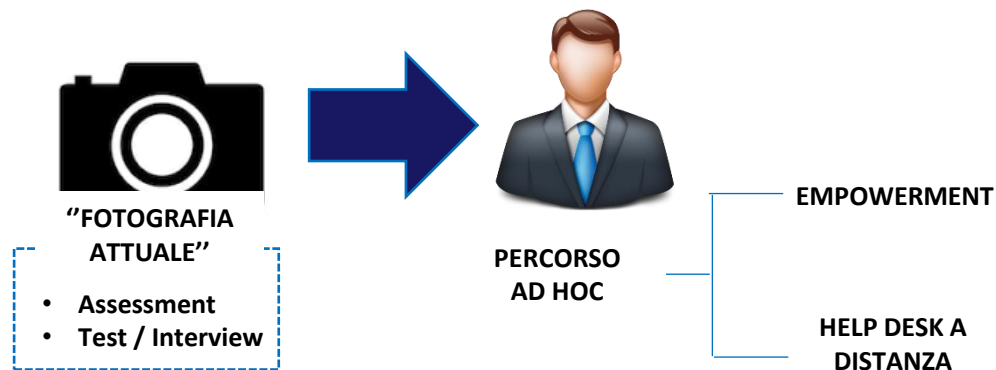 ‘’FOTOGRAFIA
ATTUALE’’
• Assessment
• Test / Interview
PERCORSO
AD HOC
EMPOWERMENT
HELP DESK A
DISTANZA